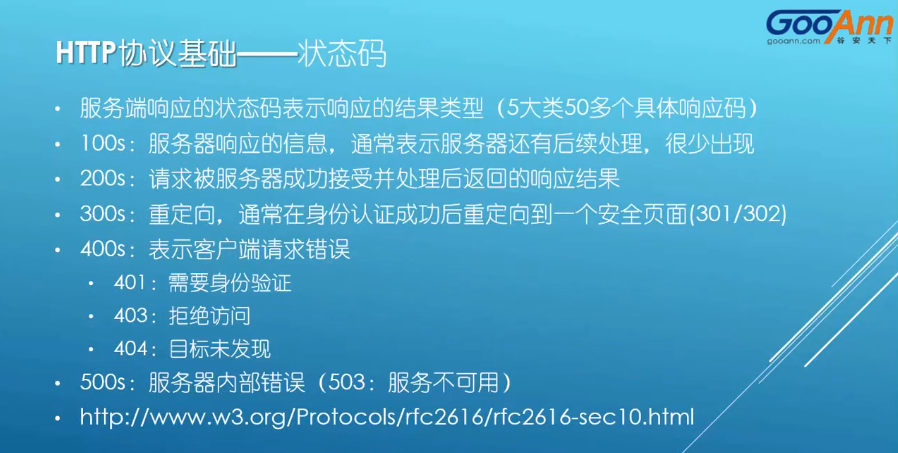 GooAnn
gooann.com 谷安天下
HTTP协议基础——状态码
• 服务端响应的状态码表示响应的结果类型（5大类50多个具体响应码）
• 100s：服务器响应的信息，通常表示服务器还有后续处理，很少出现
• 200s：请求被服务器成功接受并处理后返回的响应结果
• 300s：重定向，通常在身份认证成功后重定向到一个安全页面(301/302)
• 400s：表示客户端请求错误
• 401：需要身份验证
• 403：拒绝访问
• 404：目标未发现
• 500s：服务器内部错误（503：服务不可用）
• http://www.w3.org/Protocols/rfc2616/rfc2616-sec10.html